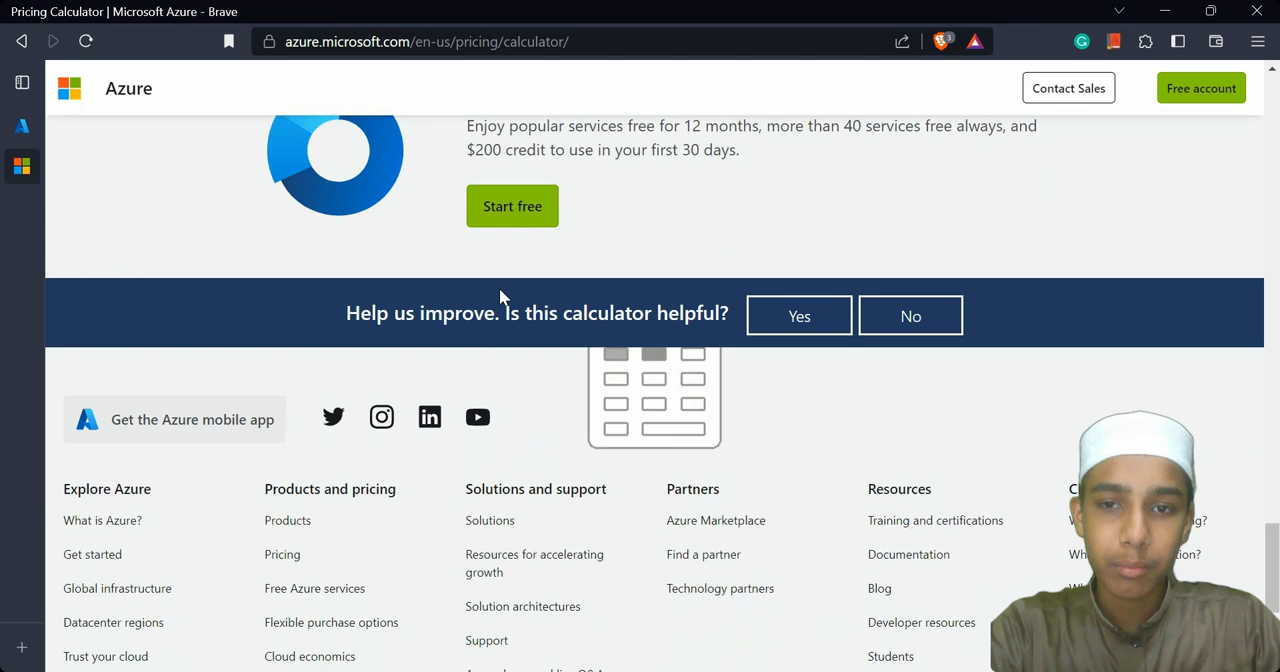 Pricing Calculator | Microsoft Azure - Brave
azure.microsoft.com/en-us/pricing/calculator/
3
Azure
Contact Sales
Free account
Enjoy popular services free for 12 months, more than 40 services free always, and
$200 credit to use in your first 30 days.
Start free
Help us improve. Is this calculator helpful?
Yes
No
Get the Azure mobile app
Explore Azure
What is Azure?
Get started
Global infrastructure
Datacenter regions
Trust your cloud
Products and pricing
Products
Pricing
Free Azure services
Flexible purchase options
Cloud economics
Solutions and support
Solutions
Resources for accelerating
growth
Solution architectures
Support
Partners
Azure Marketplace
Find a partner
Technology partners
Resources
Training and certifications
Documentation
Blog
Developer resources
Students